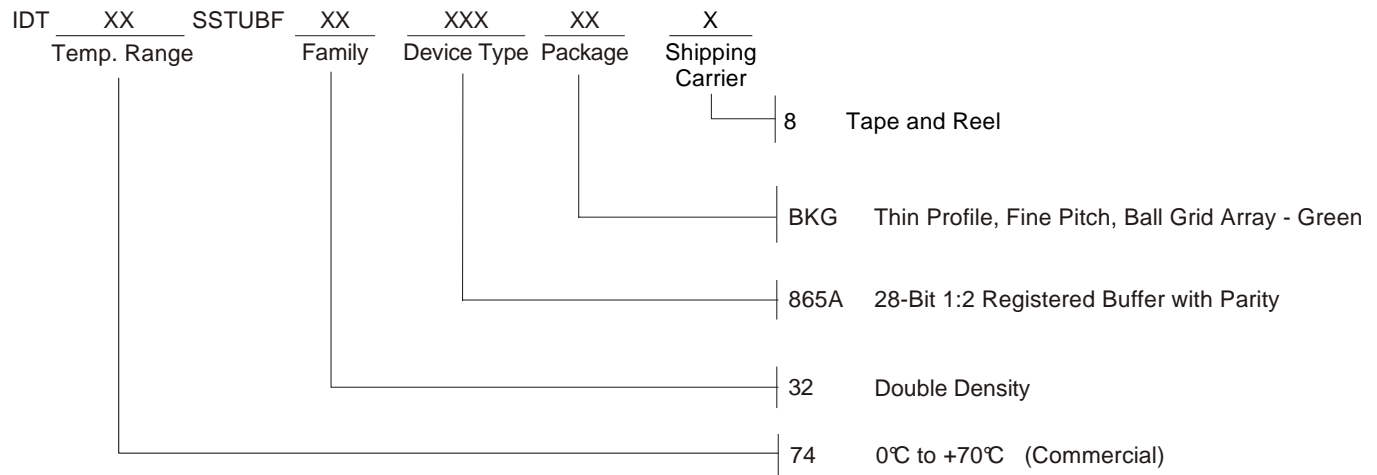 IDT XX SSTUBF XX XXX XX X
Temp. Range Family Device Type Package Shipping
Carrier
8 Tape and Reel
BKG Thin Profile, Fine Pitch, Ball Grid Array - Green
865A 28-Bit 1:2 Registered Buffer with Parity
32 Double Density
74 0°C to +70°C (Commercial)